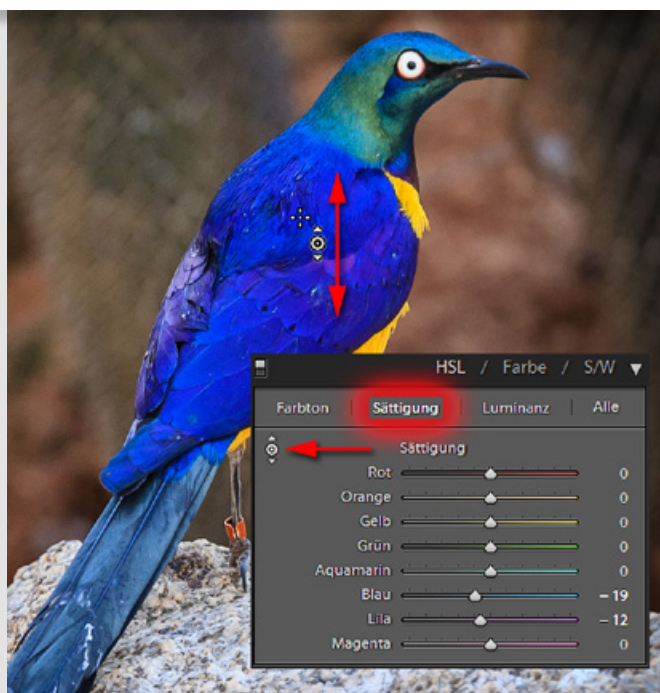 HSL / Farbe / S/W
Farbton | Sättigung | Luminanz | Alle
Sättigung
Rot 0
Orange 0
Gelb 0
Grün 0
Aquamarin 0
Blau – 19
Lila – 12
Magenta 0